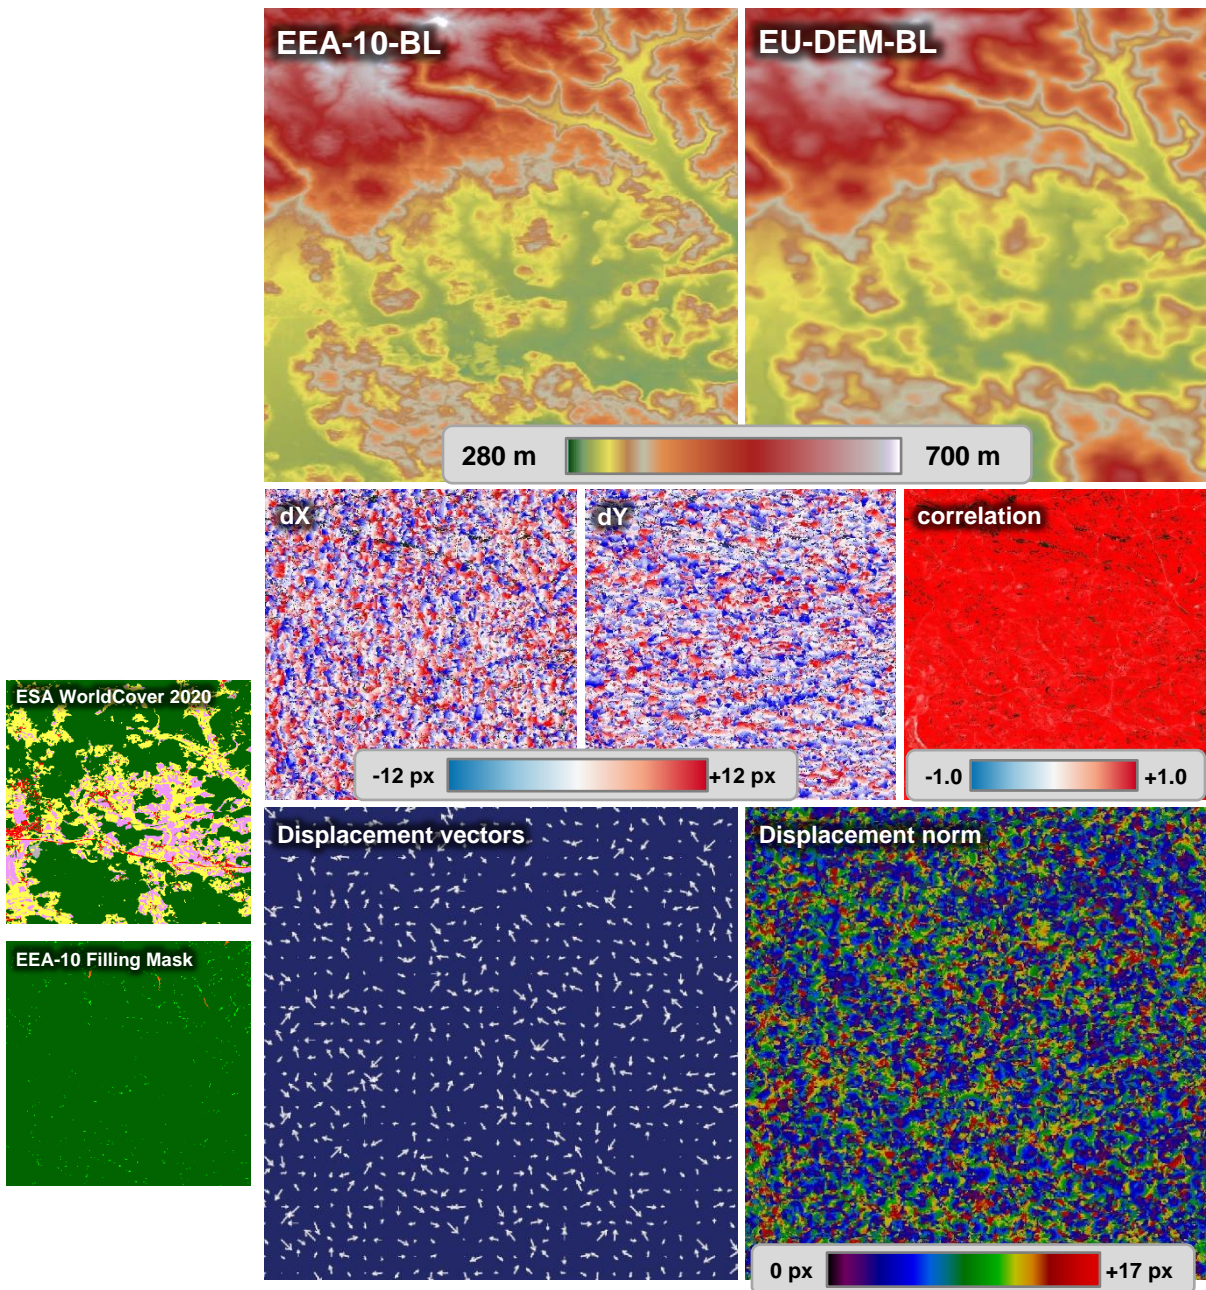 EEA-10-BL
EU-DEM-BL
280 m
700 m
dX
dY
correlation
-12 px
+12 px
-1.0
+1.0
ESA WorldCover 2020
Displacement vectors
Displacement norm
EEA-10 Filling Mask
0 px
+17 px